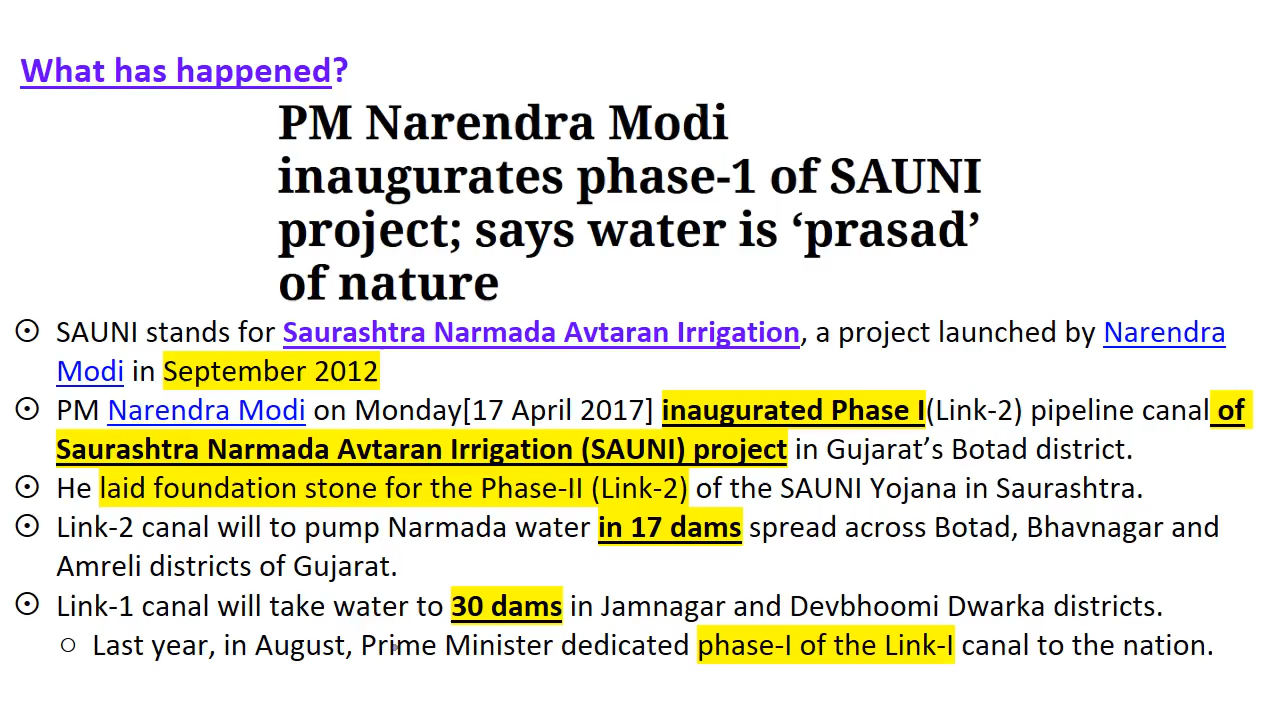 What has happened?
PM Narendra Modi
inaugurates phase-1 of SAUNI
project; says water is ‘prasad’
of nature
⊙ SAUNI stands for Saurashtra Narmada Avtaran Irrigation, a project launched by Narendra
Modi in September 2012
⊙ PM Narendra Modi on Monday[17 April 2017] inaugurated Phase I(Link-2) pipeline canal of
Saurashtra Narmada Avtaran Irrigation (SAUNI) project in Gujarat’s Botad district.
⊙ He laid foundation stone for the Phase-II (Link-2) of the SAUNI Yojana in Saurashtra.
⊙ Link-2 canal will to pump Narmada water in 17 dams spread across Botad, Bhavnagar and
Amreli districts of Gujarat.
⊙ Link-1 canal will take water to 30 dams in Jamnagar and Devbhoomi Dwarka districts.
○ Last year, in August, Prime Minister dedicated phase-I of the Link-I canal to the nation.